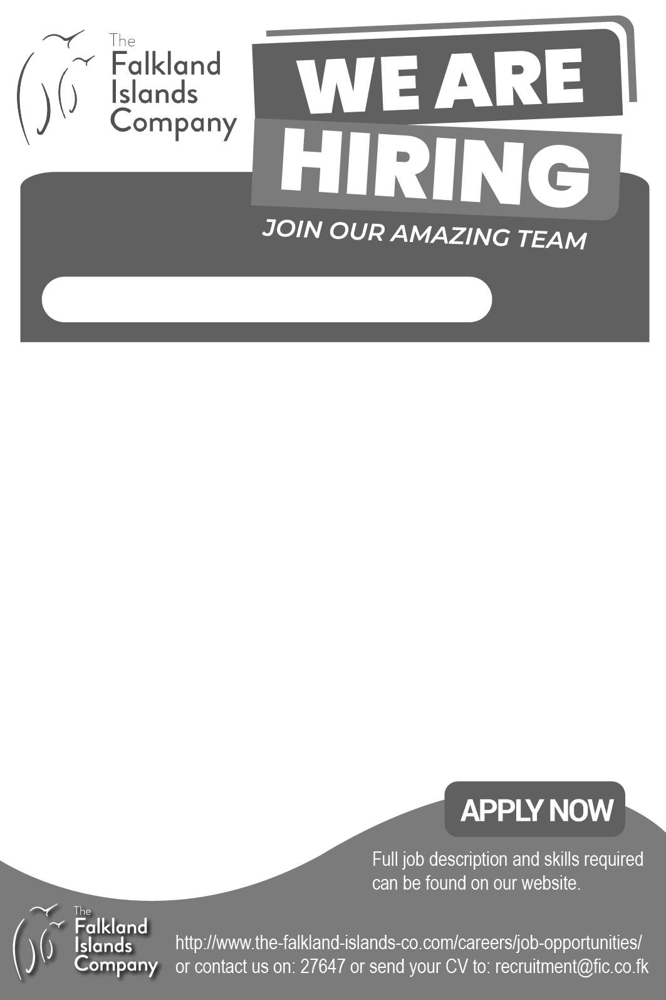 The
Falkland
Islands
Company
WE ARE
HIRING
JOIN OUR AMAZING TEAM
APPLY NOW
Full job description and skills required
can be found on our website.
The
Falkland
Islands
Company
http://www.the-falkland-islands-co.com/careers/job-opportunities/
or contact us on: 27647 or send your CV to: recruitment@fic.co.fk